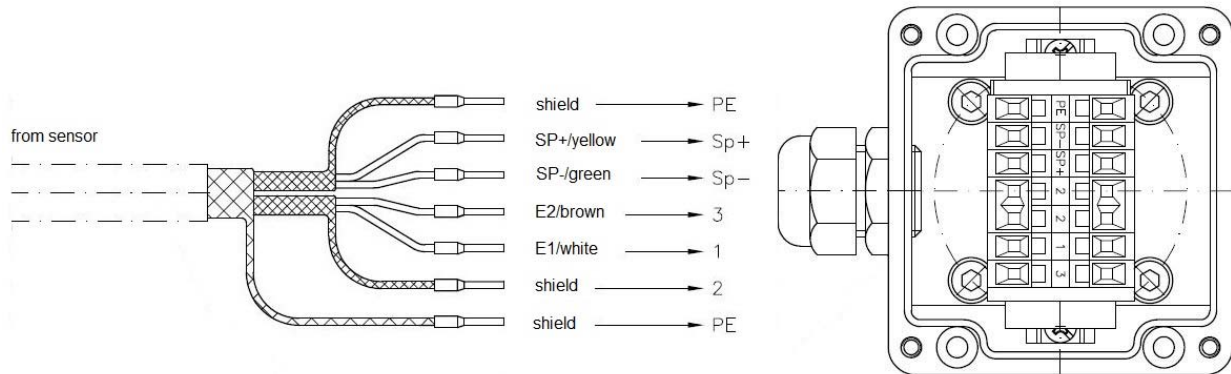 from sensor
shield PE
SP+/yellow Sp+
SP-/green Sp-
E2/brown 3
E1/white 1
shield 2
shield PE
PE
SP-
SP+
2
2
1
3